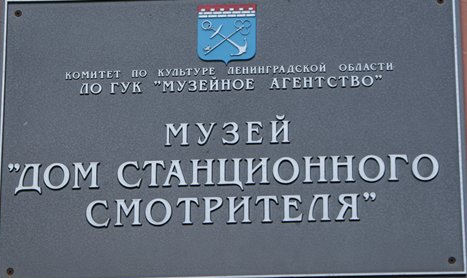 КОМИТЕТ ПО КУЛЬТУРЕ ЛЕНИНГРАДСКОЙ ОБЛАСТИ
ЛО ГУК "МУЗЕЙНОЕ АГЕНТСТВО"
МУЗЕЙ
"ДОМ СТАНЦИОННОГО
СМОТРИТЕЛЯ"